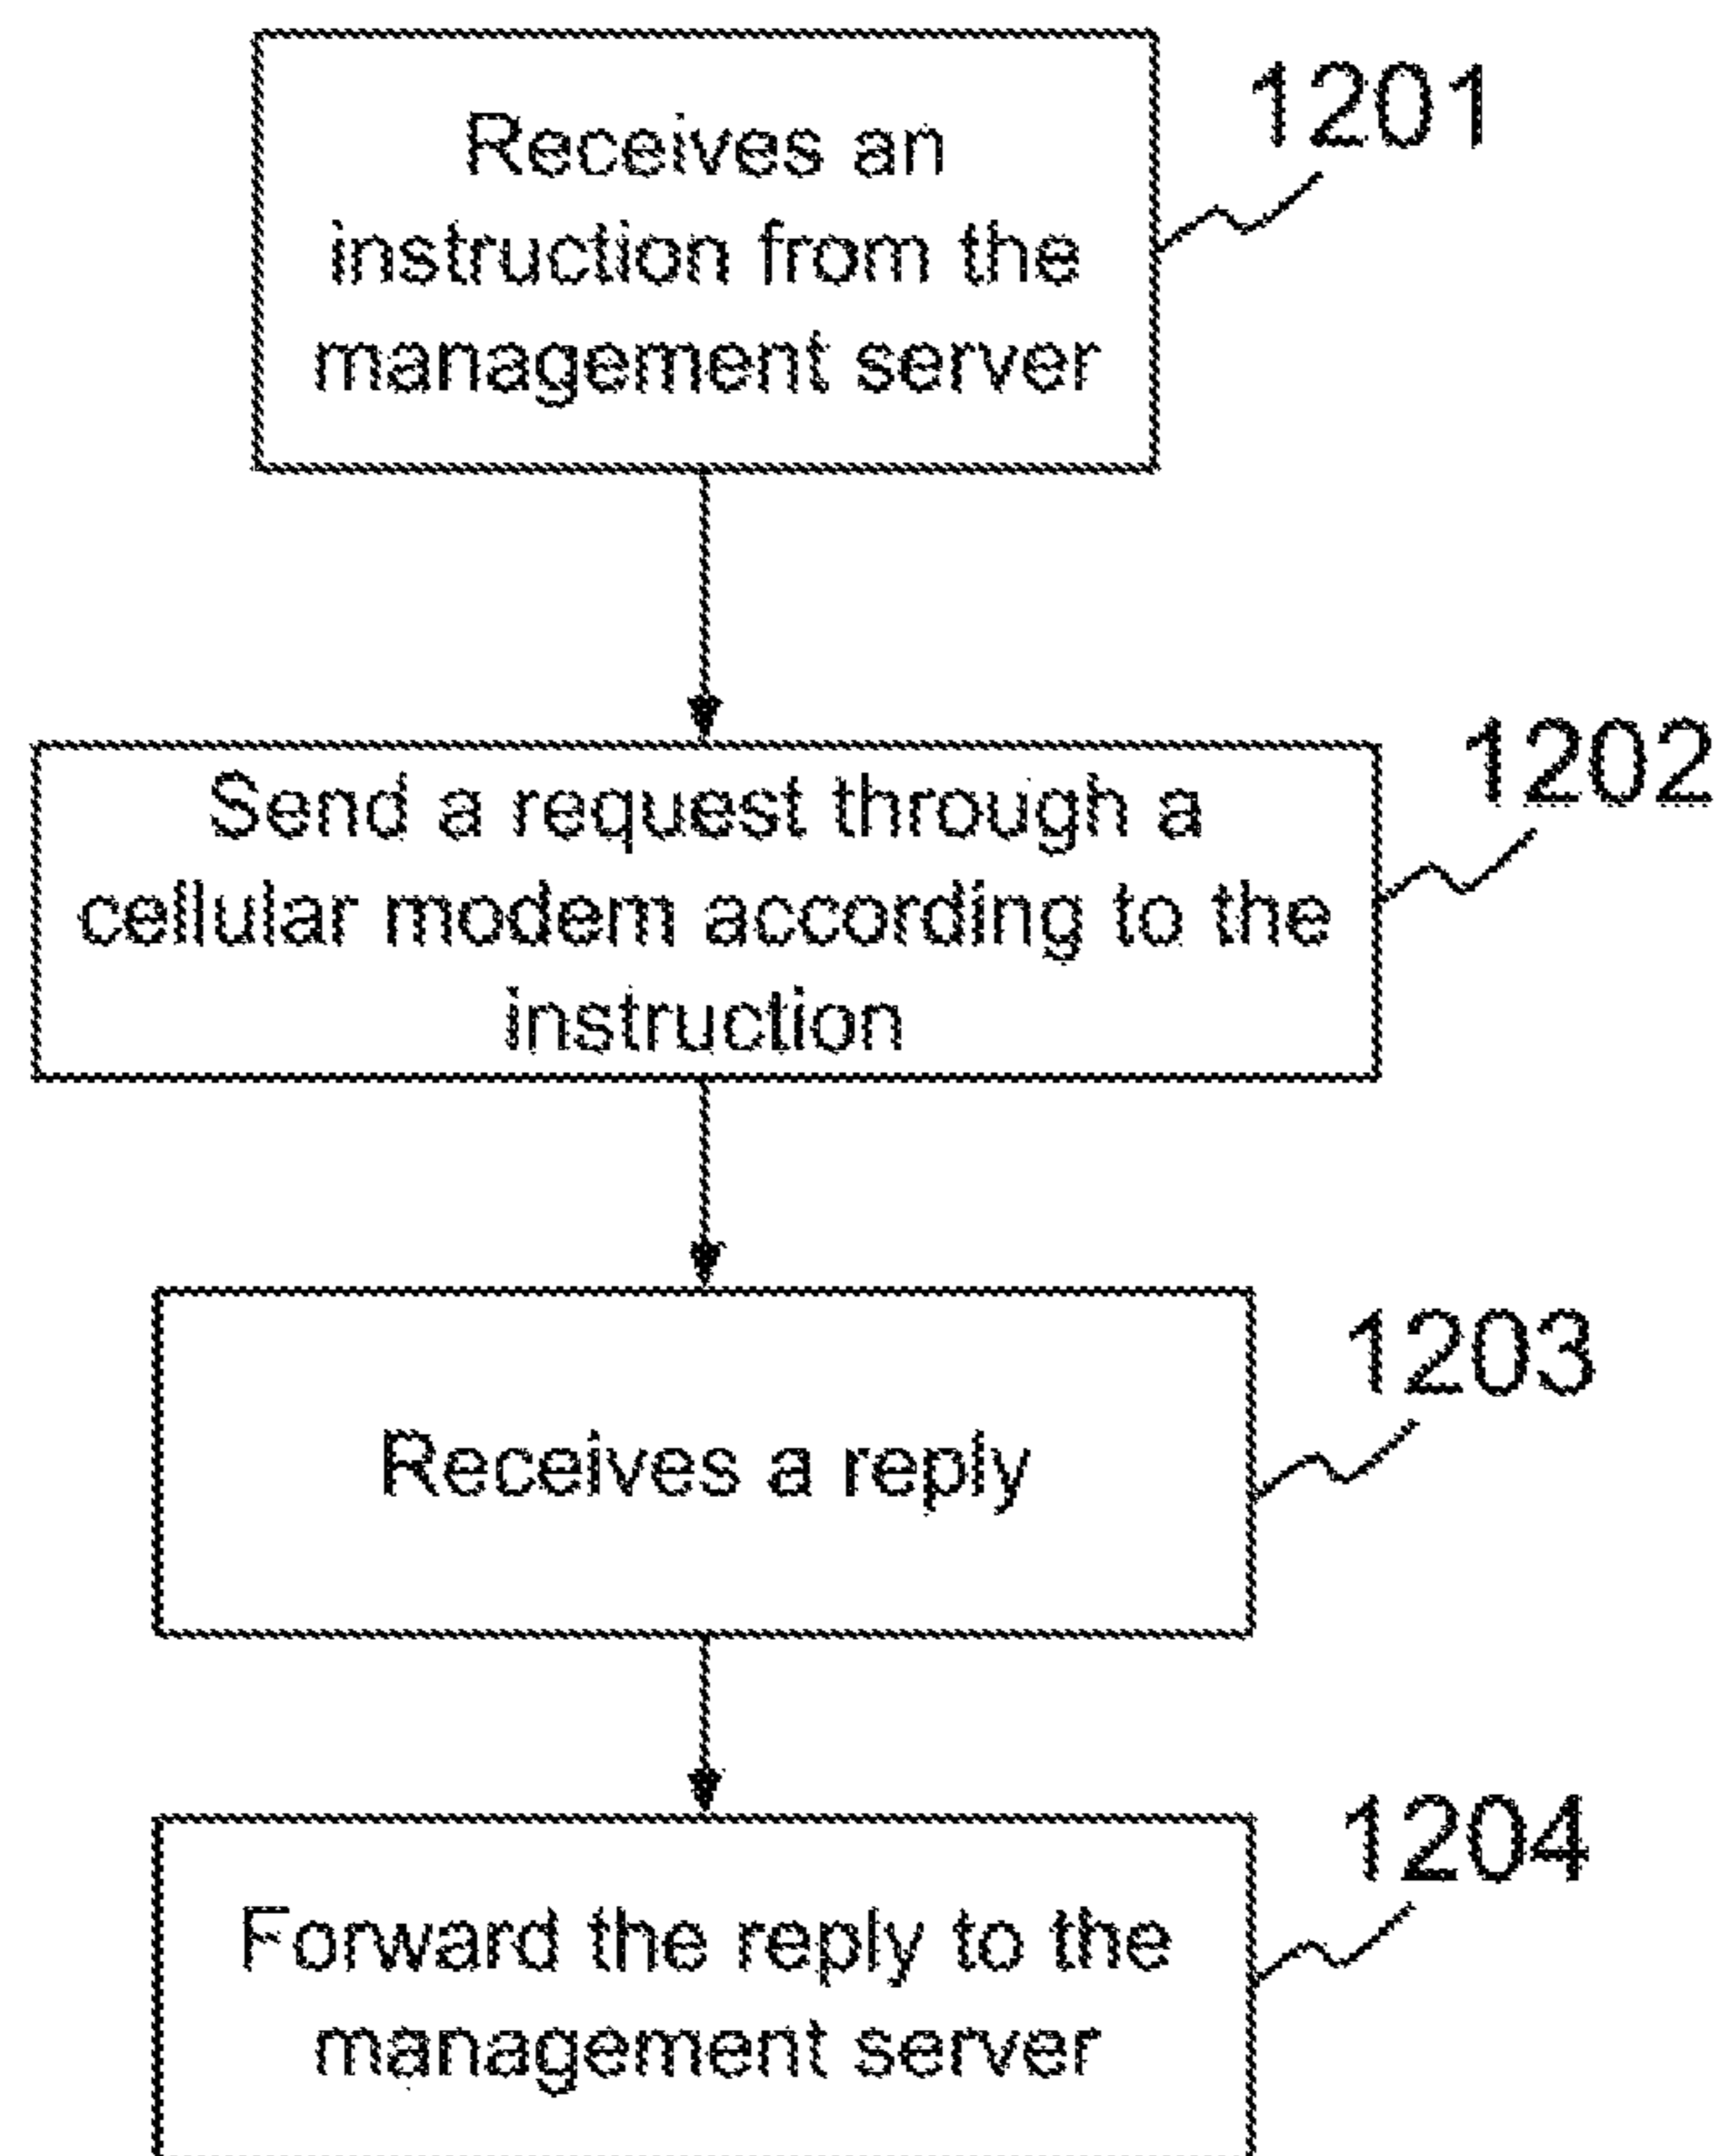 Receives an
instruction from the
management server
1201
Send a request through a
cellular modem according to the
instruction
1202
Receives a reply
1203
Forward the reply to the
management server
1204